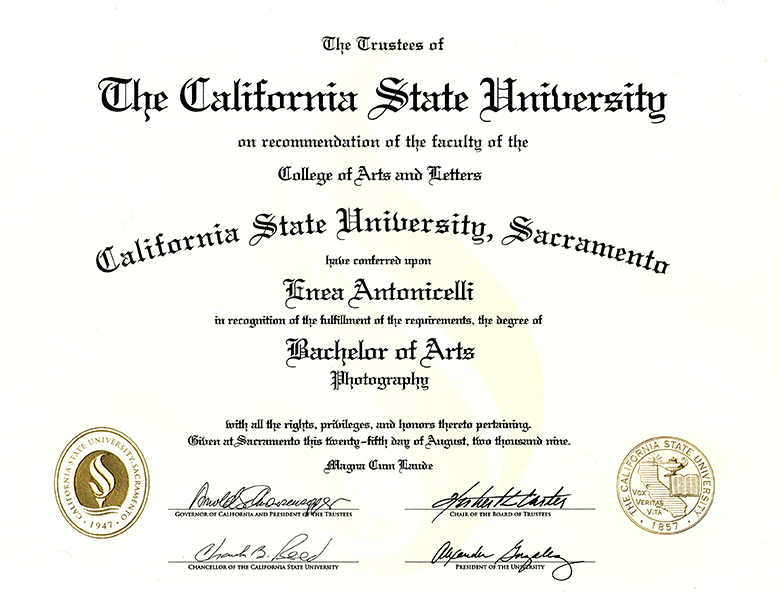 The Trustees of
The California State University
on recommendation of the faculty of the
College of Arts and Letters
California State University, Sacramento
have conferred upon
Enea Antonicelli
in recognition of the fulfillment of the requirements, the degree of
Bachelor of Arts
Photography
with all the rights, privileges, and honors thereto pertaining.
Given at Sacramento this twenty-fifth day of August, two thousand nine.
Magna Cum Laude
CALIFORNIA STATE UNIVERSITY, SACRAMENTO
• 1947 •
THE CALIFORNIA STATE UNIVERSITY
VOX
VERITAS
VITA
• 1857 •
Arnold Schwarzenegger
GOVERNOR OF CALIFORNIA AND PRESIDENT OF THE TRUSTEES
Herbert L. Carter
CHAIR OF THE BOARD OF TRUSTEES
Charles B. Reed
CHANCELLOR OF THE CALIFORNIA STATE UNIVERSITY
Alexander Gonzalez
PRESIDENT OF THE UNIVERSITY